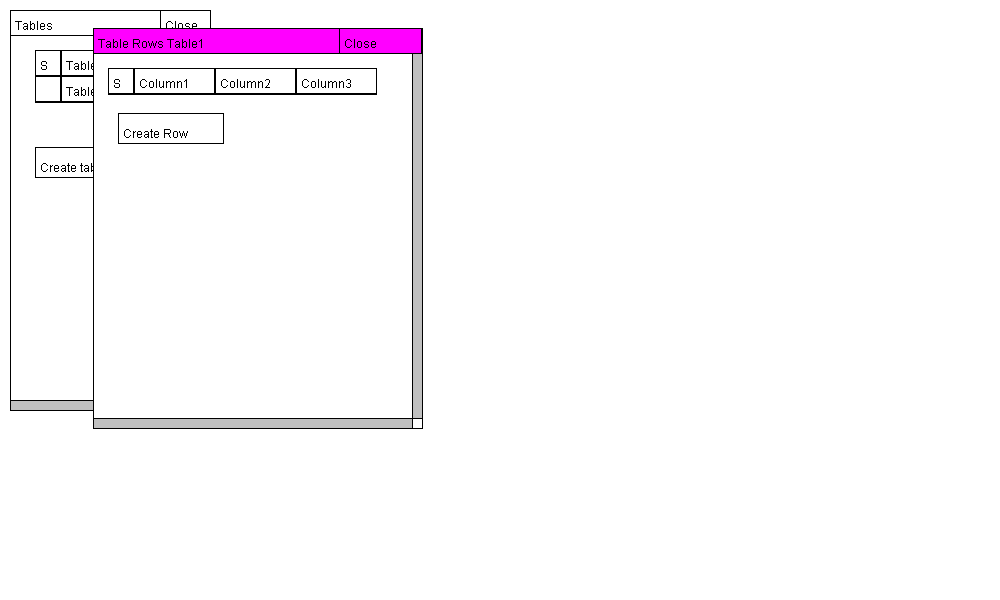 Tables Close
S Table
Table
Create tab
Table Rows Table1 Close
S Column1 Column2 Column3
Create Row